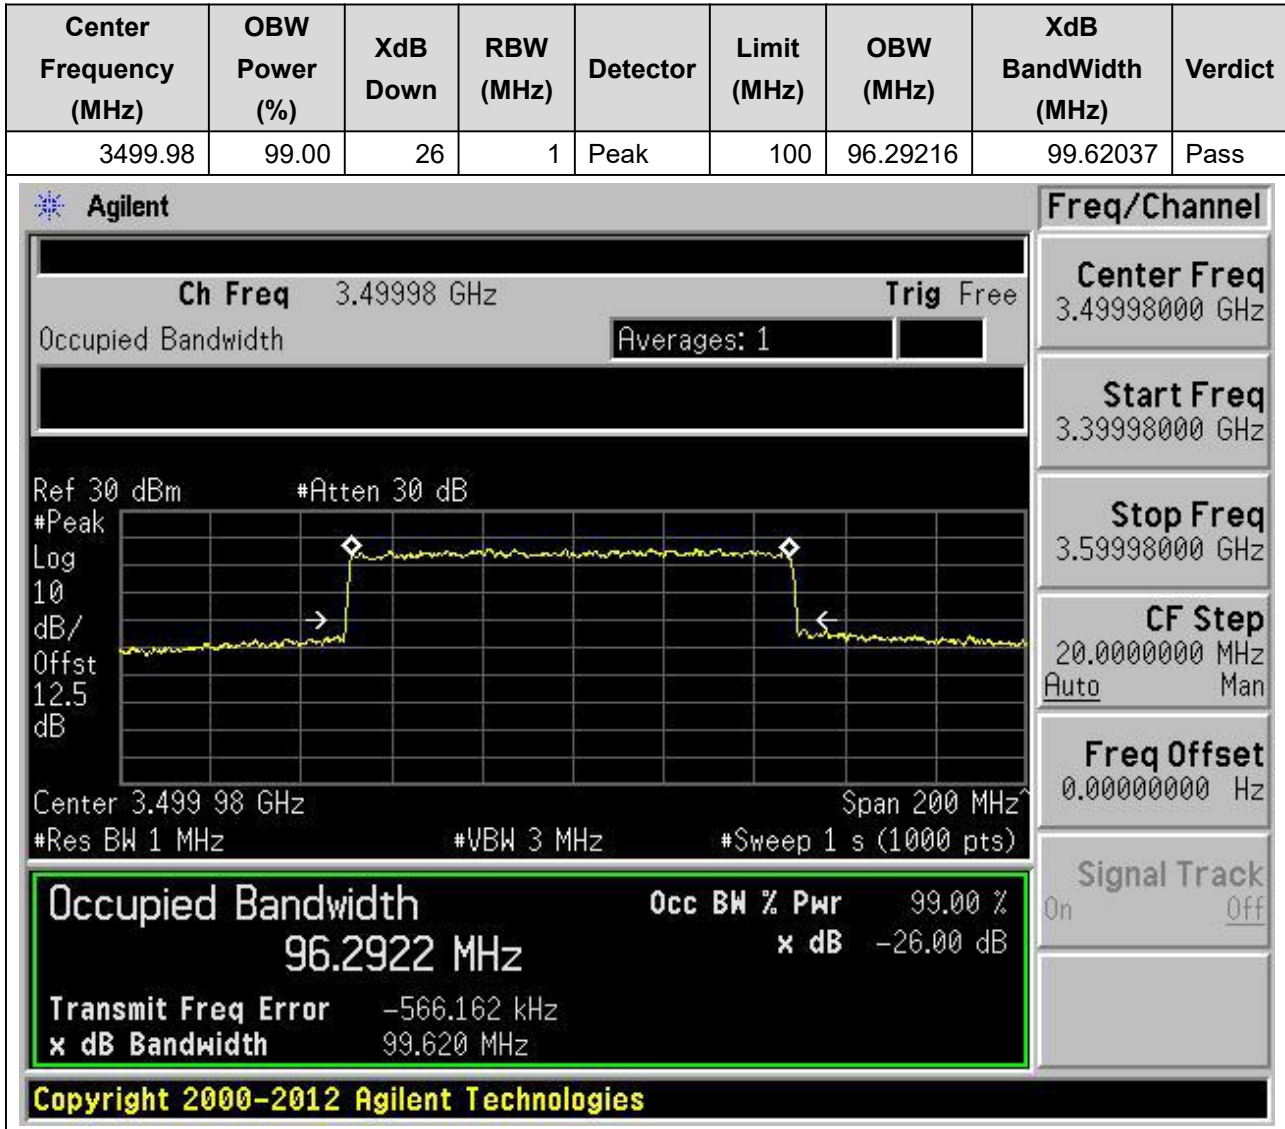 Center Frequency (MHz) OBW Power (%) XdB Down RBW (MHz) Detector Limit (MHz) OBW (MHz) XdB BandWidth (MHz) Verdict
3499.98 99.00 26 1 Peak 100 96.29216 99.62037 Pass
Agilent
Freq/Channel
Ch Freq 3.49998 GHz Trig Free
Occupied Bandwidth Averages: 1
Center Freq
3.49998000 GHz
Start Freq
3.39998000 GHz
Stop Freq
3.59998000 GHz
CF Step
20.0000000 MHz
Auto Man
Freq Offset
0.00000000 Hz
Signal Track
On Off
Ref 30 dBm #Atten 30 dB
#Peak
Log
10
dB/
Offst
12.5
dB
Center 3.499 98 GHz Span 200 MHz^
#Res BW 1 MHz #VBW 3 MHz #Sweep 1 s (1000 pts)
Occupied Bandwidth Occ BW % Pwr 99.00 %
96.2922 MHz x dB -26.00 dB
Transmit Freq Error -566.162 kHz
x dB Bandwidth 99.620 MHz
Copyright 2000-2012 Agilent Technologies